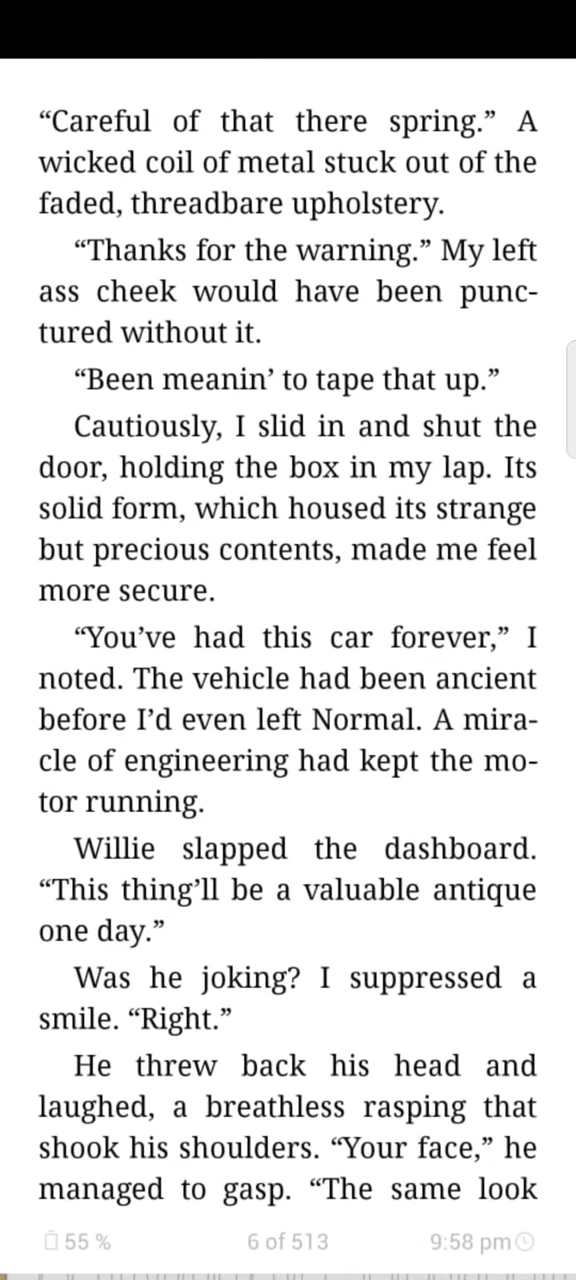 “Careful of that there spring.” A
wicked coil of metal stuck out of the
faded, threadbare upholstery.
“Thanks for the warning.” My left
ass cheek would have been punc-
tured without it.
“Been meanin’ to tape that up.”
Cautiously, I slid in and shut the
door, holding the box in my lap. Its
solid form, which housed its strange
but precious contents, made me feel
more secure.
“You’ve had this car forever,” I
noted. The vehicle had been ancient
before I’d even left Normal. A mira-
cle of engineering had kept the mo-
tor running.
Willie slapped the dashboard.
“This thing’ll be a valuable antique
one day.”
Was he joking? I suppressed a
smile. “Right.”
He threw back his head and
laughed, a breathless rasping that
shook his shoulders. “Your face,” he
managed to gasp. “The same look
55 % 6 of 513 9:58 pm